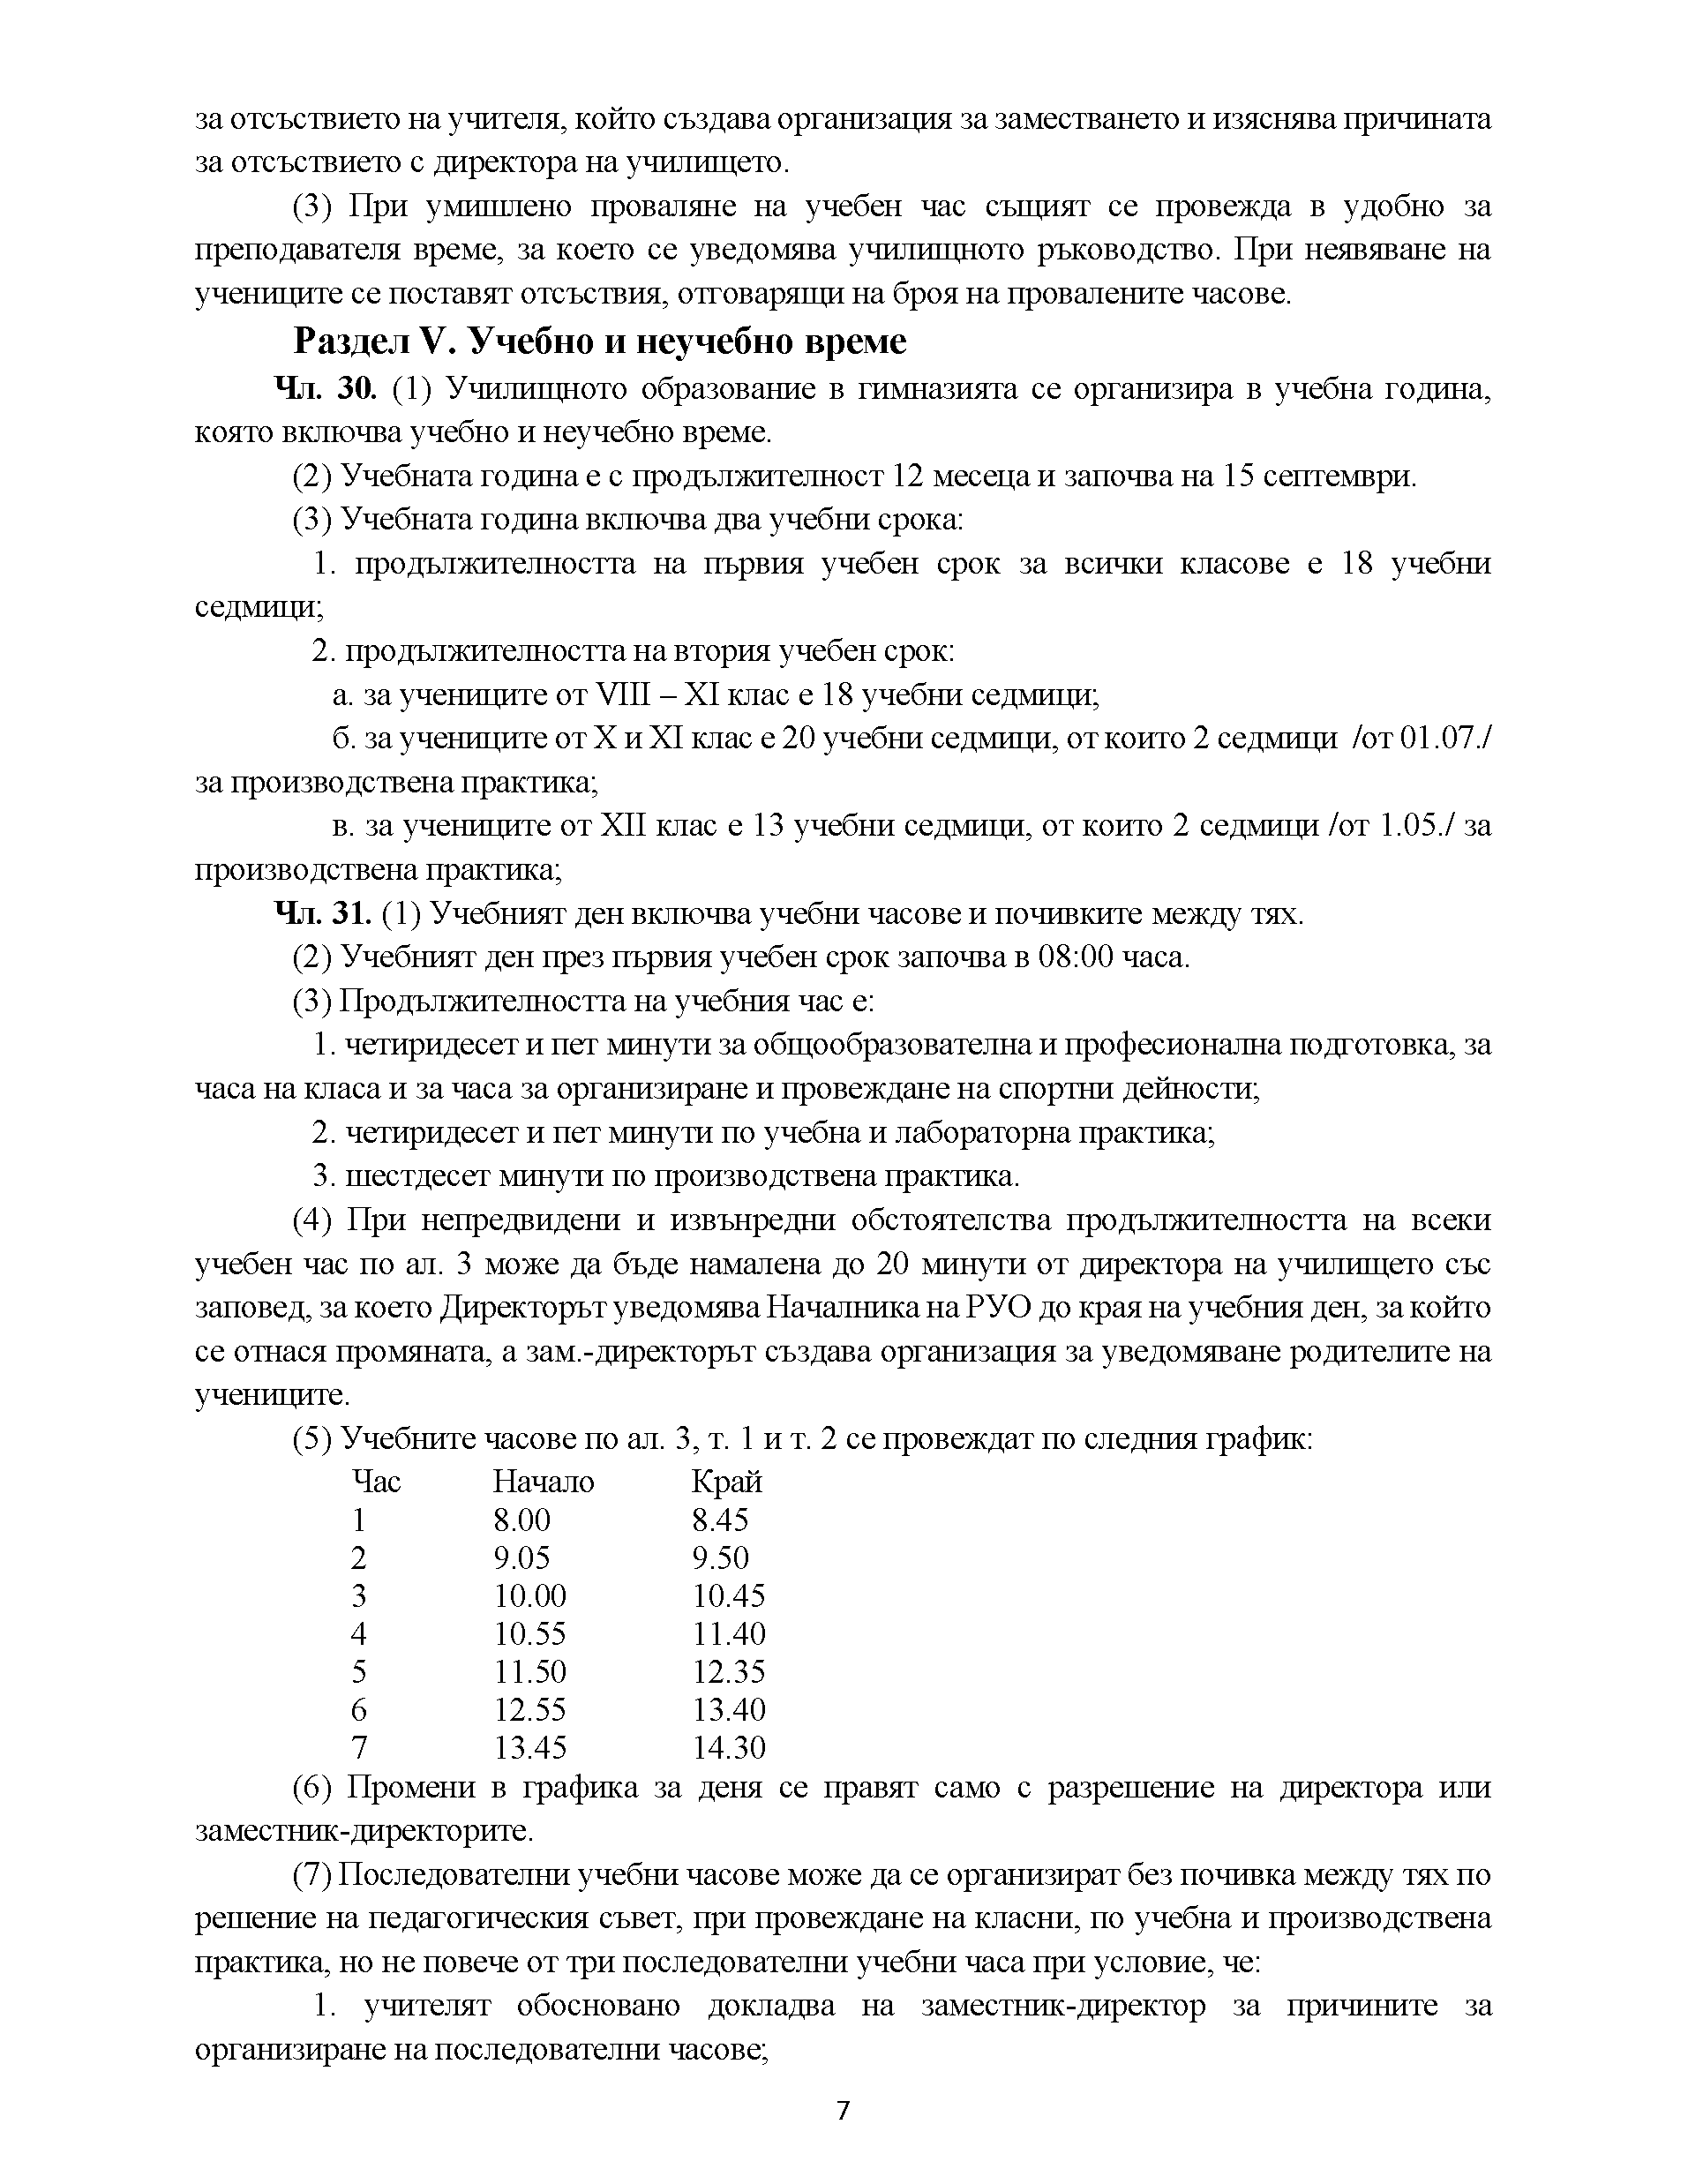 за отсъствието на учителя, който създава организация за заместването и изяснява причината
за отсъствието с директора на училището.
(3) При умишлено проваляне на учебен час същият се провежда в удобно за
преподавателя време, за което се уведомява училищното ръководство. При неявяване на
учениците се поставят отсъствия, отговарящи на броя на провалените часове.
Раздел V. Учебно и неучебно време
Чл. 30. (1) Училищното образование в гимназията се организира в учебна година,
която включва учебно и неучебно време.
(2) Учебната година е с продължителност 12 месеца и започва на 15 септември.
(3) Учебната година включва два учебни срока:
1. продължителността на първия учебен срок за всички класове е 18 учебни
седмици;
2. продължителността на втория учебен срок:
а. за учениците от VIII – XI клас е 18 учебни седмици;
б. за учениците от X и XI клас е 20 учебни седмици, от които 2 седмици /от 01.07./
за производствена практика;
в. за учениците от XII клас е 13 учебни седмици, от които 2 седмици /от 1.05./ за
производствена практика;
Чл. 31. (1) Учебният ден включва учебни часове и почивките между тях.
(2) Учебният ден през първия учебен срок започва в 08:00 часа.
(3) Продължителността на учебния час е:
1. четиридесет и пет минути за общообразователна и професионална подготовка, за
часа на класа и за часа за организиране и провеждане на спортни дейности;
2. четиридесет и пет минути по учебна и лабораторна практика;
3. шестдесет минути по производствена практика.
(4) При непредвидени и извънредни обстоятелства продължителността на всеки
учебен час по ал. 3 може да бъде намалена до 20 минути от директора на училището със
заповед, за което Директорът уведомява Началника на РУО до края на учебния ден, за който
се отнася промяната, а зам.-директорът създава организация за уведомяване родителите на
учениците.
(5) Учебните часове по ал. 3, т. 1 и т. 2 се провеждат по следния график:
Час Начало Край
1 8.00 8.45
2 9.05 9.50
3 10.00 10.45
4 10.55 11.40
5 11.50 12.35
6 12.55 13.40
7 13.45 14.30
(6) Промени в графика за деня се правят само с разрешение на директора или
заместник-директорите.
(7) Последователни учебни часове може да се организират без почивка между тях по
решение на педагогическия съвет, при провеждане на класни, по учебна и производствена
практика, но не повече от три последователни учебни часа при условие, че:
1. учителят обосновано докладва на заместник-директор за причините за
организиране на последователни часове;
7